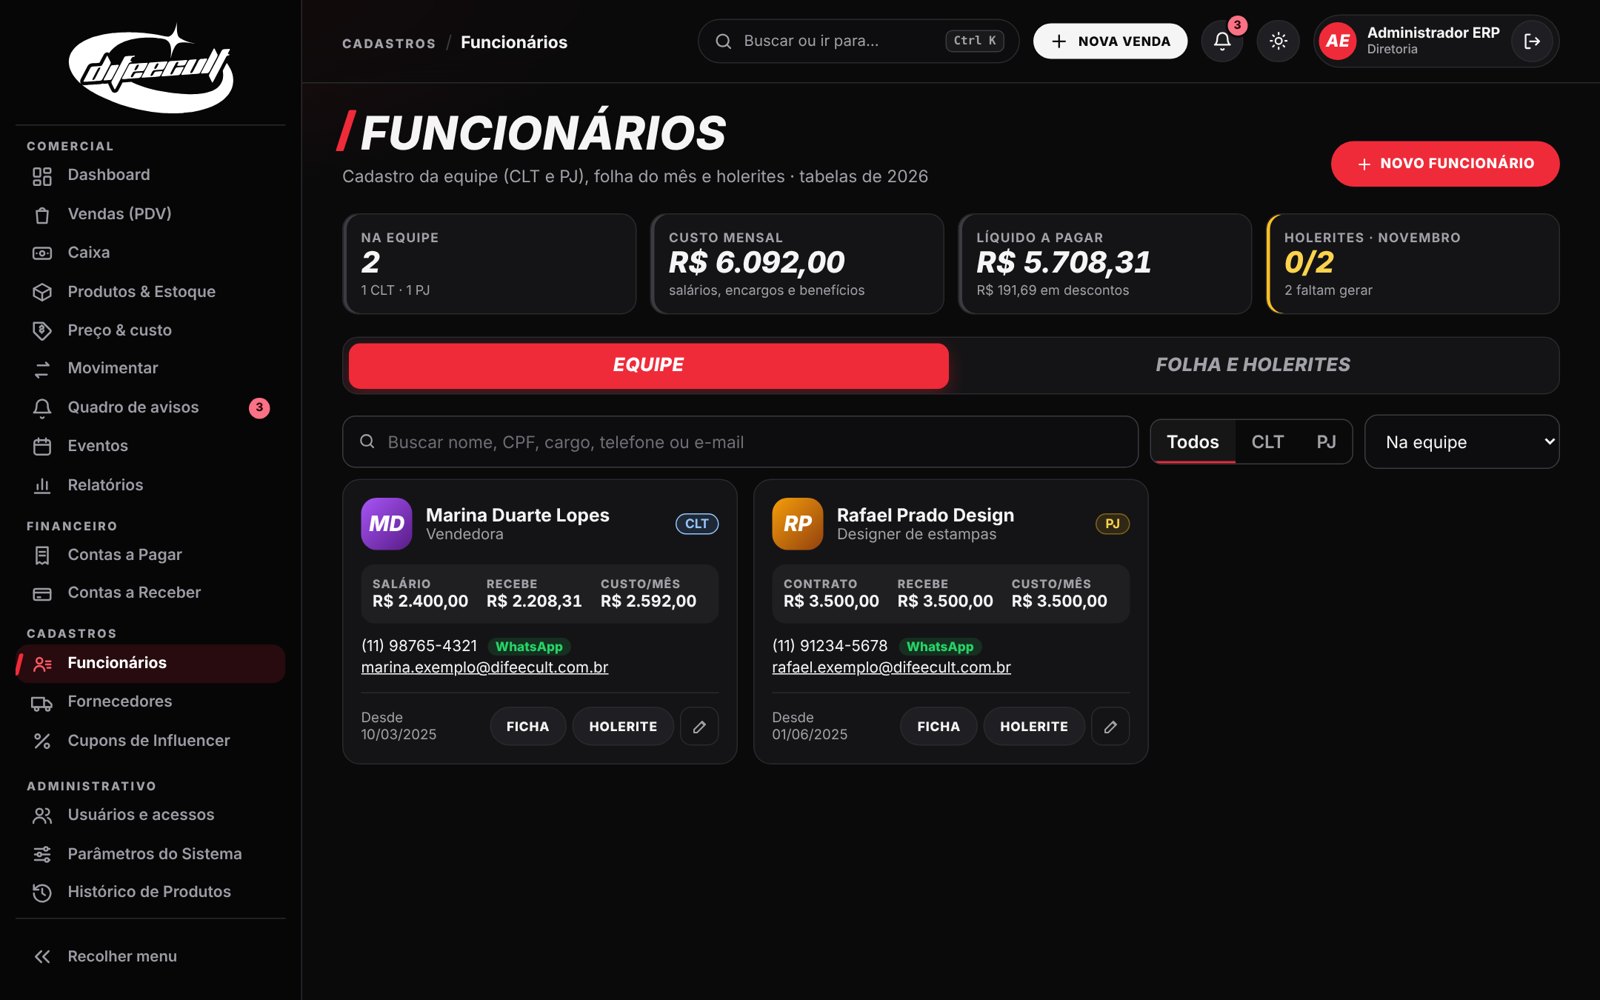 difeecult
CADASTROS / Funcionários
Buscar ou ir para...
Ctrl K
NOVA VENDA
3
AE
Administrador ERP
Diretoria
COMERCIAL
Dashboard
Vendas (PDV)
Caixa
Produtos & Estoque
Preço & custo
Movimentar
Quadro de avisos
3
Eventos
Relatórios
FINANCEIRO
Contas a Pagar
Contas a Receber
CADASTROS
Funcionários
Fornecedores
Cupons de Influencer
ADMINISTRATIVO
Usuários e acessos
Parâmetros do Sistema
Histórico de Produtos
Recolher menu
/FUNCIONÁRIOS
Cadastro da equipe (CLT e PJ), folha do mês e holerites · tabelas de 2026
+ NOVO FUNCIONÁRIO
NA EQUIPE
2
1 CLT · 1 PJ
CUSTO MENSAL
R$ 6.092,00
salários, encargos e benefícios
LÍQUIDO A PAGAR
R$ 5.708,31
R$ 191,69 em descontos
HOLERITES · NOVEMBRO
0/2
2 faltam gerar
EQUIPE
FOLHA E HOLERITES
Buscar nome, CPF, cargo, telefone ou e-mail
Todos CLT PJ
Na equipe
MD
Marina Duarte Lopes
Vendedora
CLT
SALÁRIO RECEBE CUSTO/MÊS
R$ 2.400,00 R$ 2.208,31 R$ 2.592,00
(11) 98765-4321 WhatsApp
marina.exemplo@difeecult.com.br
Desde
10/03/2025
FICHA
HOLERITE
RP
Rafael Prado Design
Designer de estampas
PJ
CONTRATO RECEBE CUSTO/MÊS
R$ 3.500,00 R$ 3.500,00 R$ 3.500,00
(11) 91234-5678 WhatsApp
rafael.exemplo@difeecult.com.br
Desde
01/06/2025
FICHA
HOLERITE